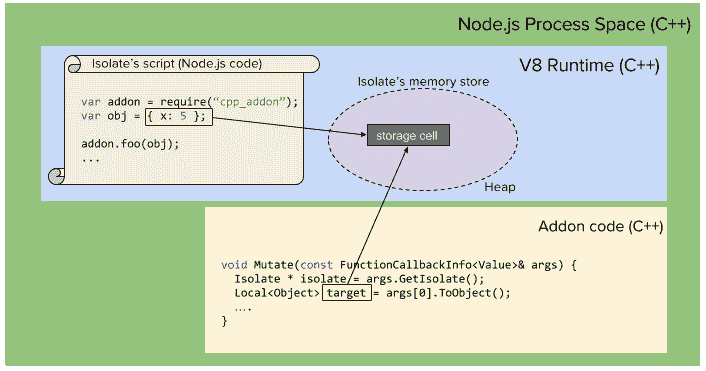 Node.js Process Space (C++)
V8 Runtime (C++)
Isolate's script (Node.js code)
var addon = require("cpp_addon");
var obj = { x: 5 };
addon.foo(obj);
...
Isolate's memory store
storage cell
Heap
Addon code (C++)
void Mutate(const FunctionCallbackInfo<Value>& args) {
Isolate * isolate = args.GetIsolate();
Local<Object> target = args[0].ToObject();
….
}